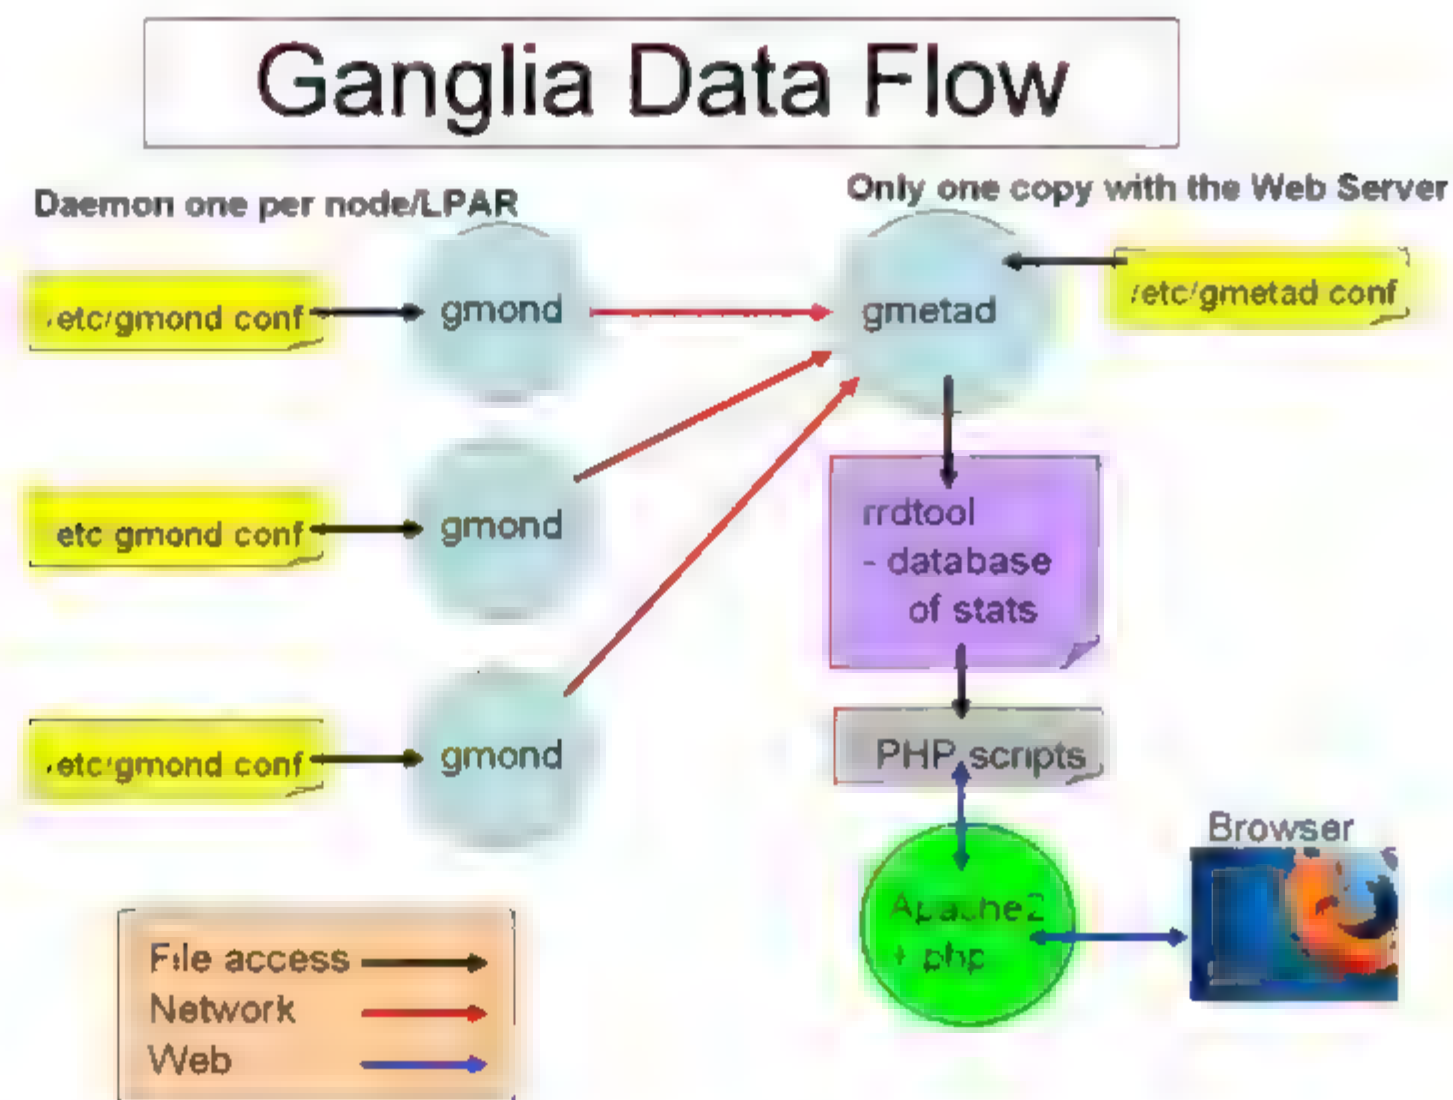 Ganglia Data Flow
Daemon one per node/LPAR
Only one copy with the Web Server
/etc/gmond conf
gmond
gmetad
/etc/gmetad conf
etc gmond conf
gmond
rrdtool
- database
of stats
/etc/gmond conf
gmond
PHP scripts
Browser
Apache2
+ php
File access
Network
Web